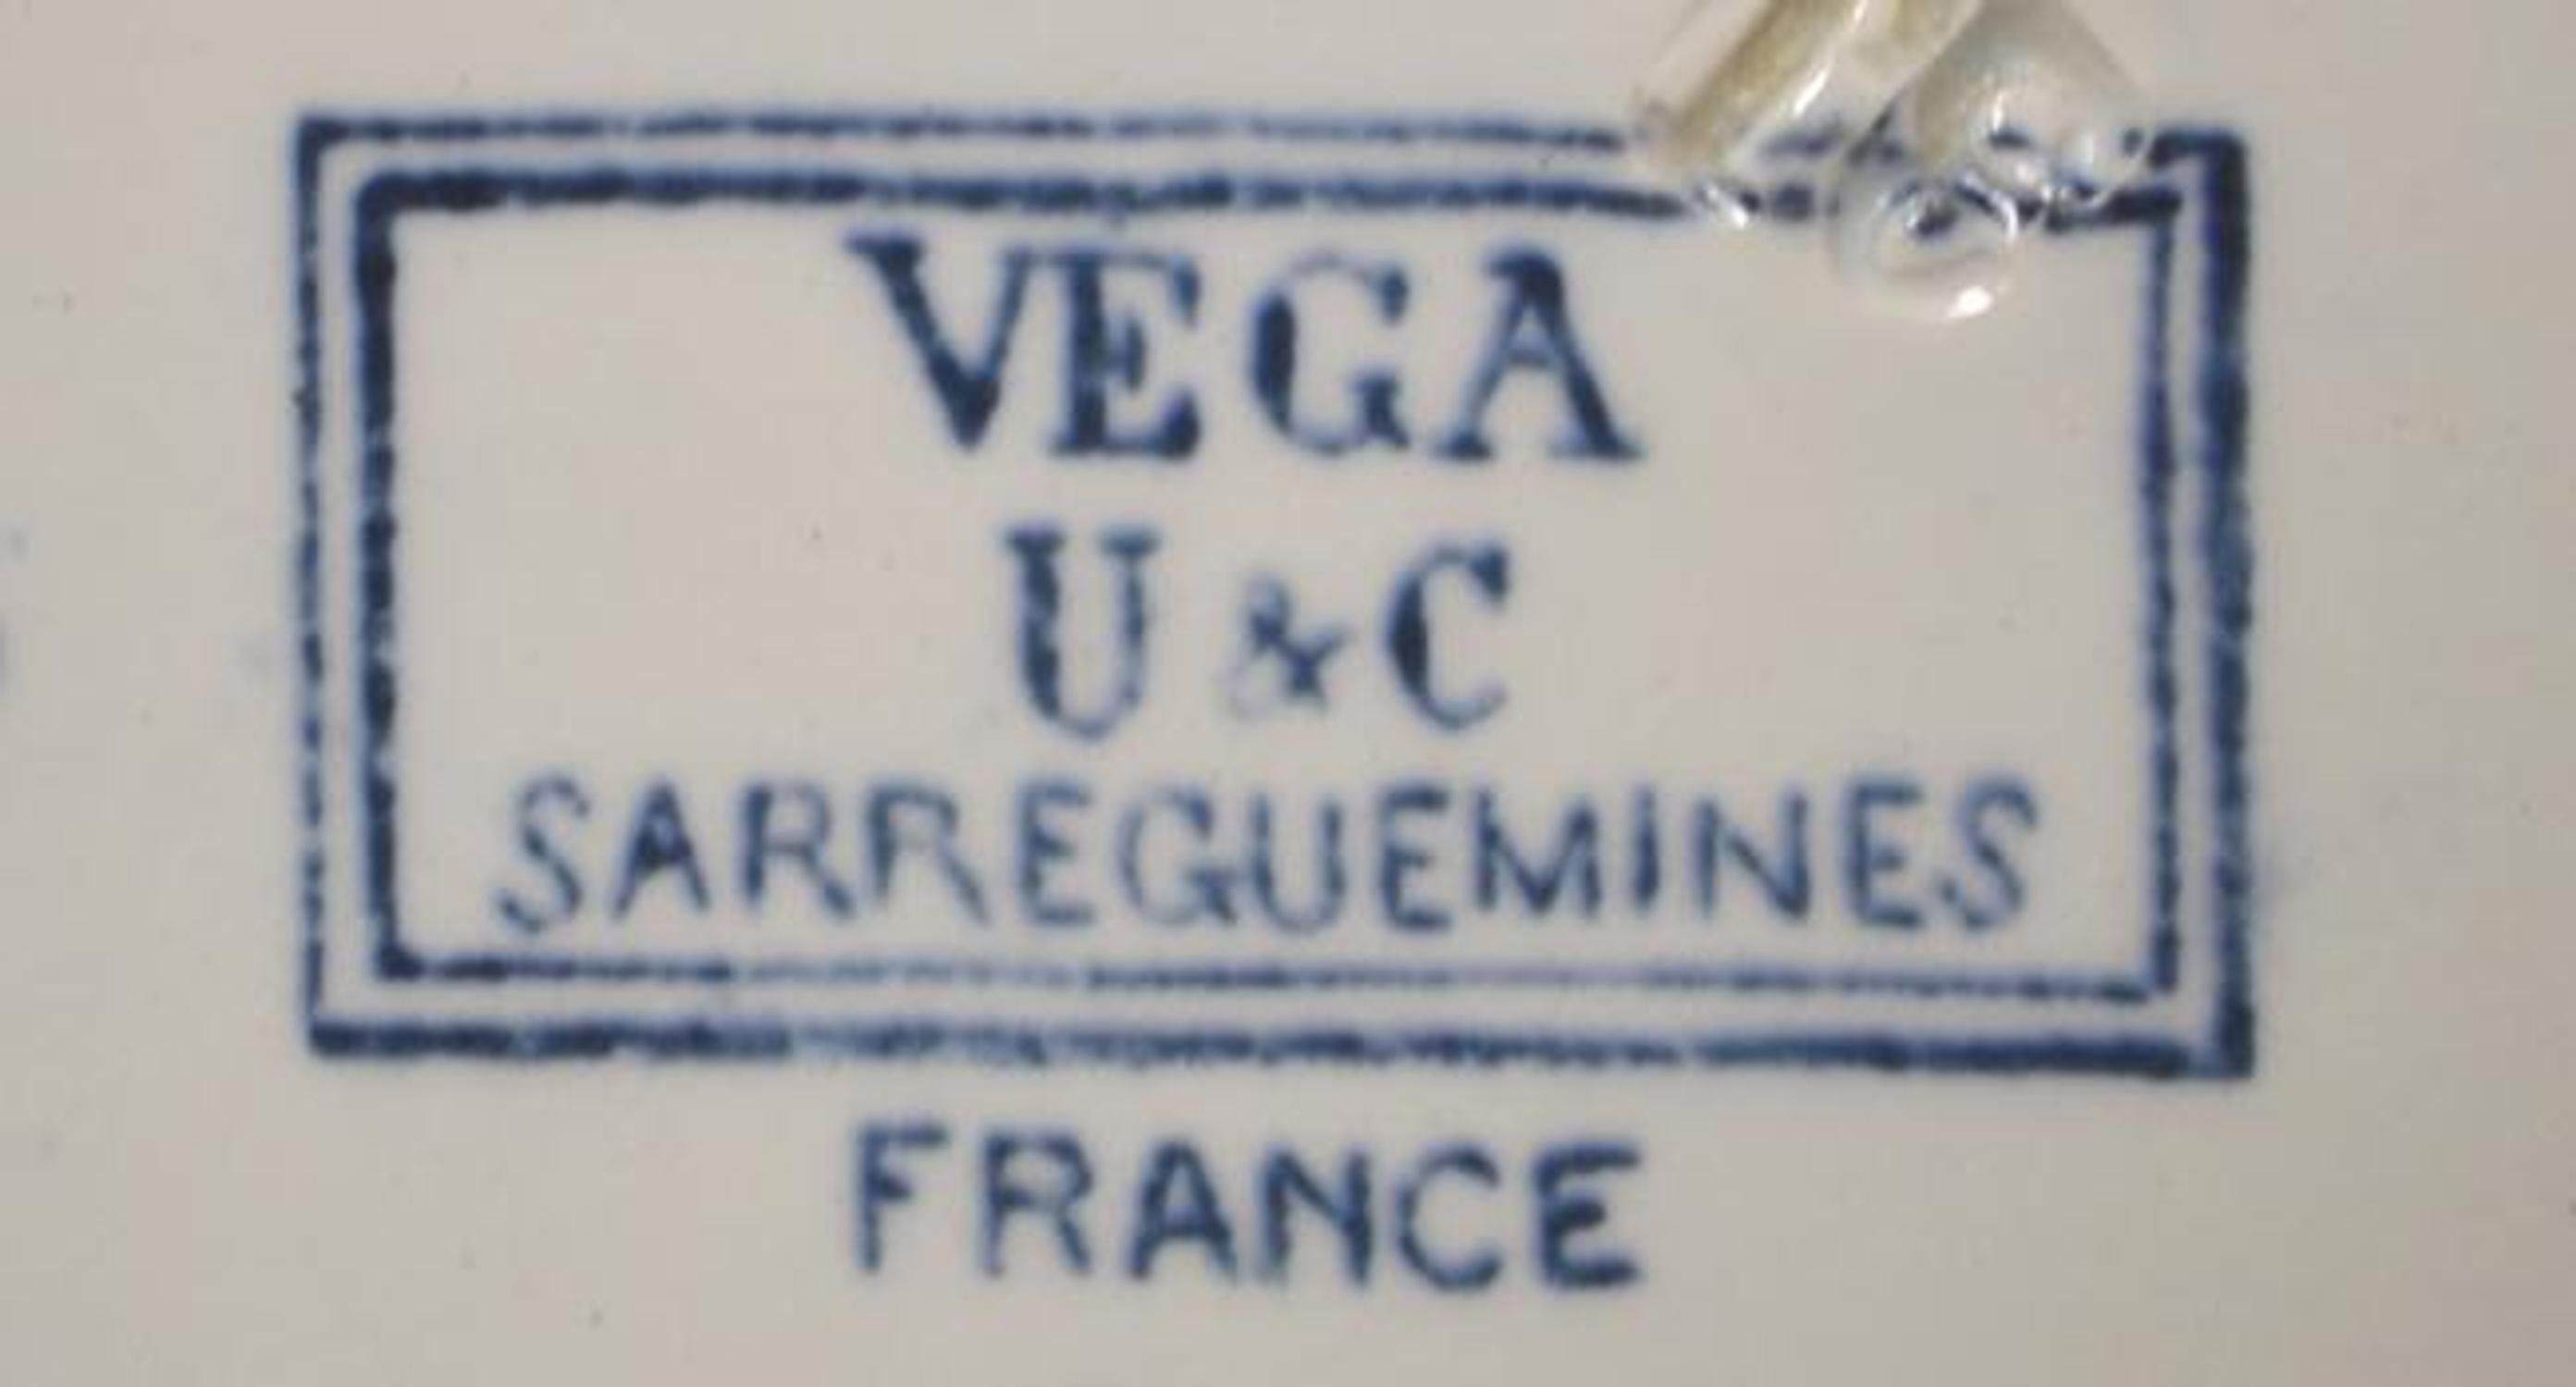 VEGA
U & C
SARREGUEMINES
FRANCE